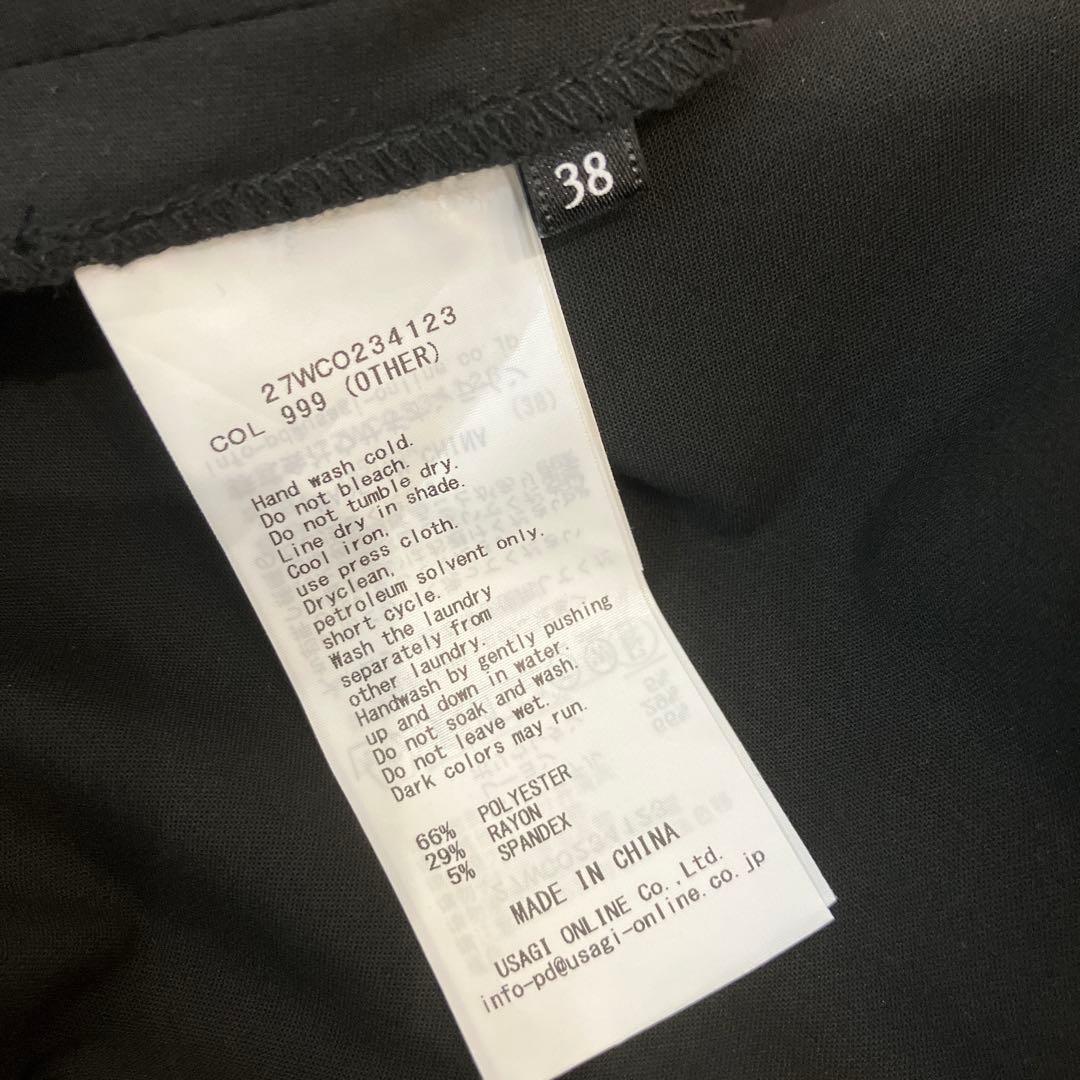 38
27WCO234123
COL 999 (OTHER)
Hand wash cold.
Do not bleach.
Do not tumble dry.
Line dry in shade.
Cool iron,
use press cloth.
Dryclean,
petroleum solvent only.
short cycle.
Wash the laundry
separately from
other laundry.
Handwash by gently pushing
up and down in water.
Do not soak and wash.
Do not leave wet.
Dark colors may run.
66% POLYESTER
29% RAYON
5% SPANDEX
MADE IN CHINA
USAGI ONLINE Co.,Ltd.
info-pd@usagi-online.co.jp